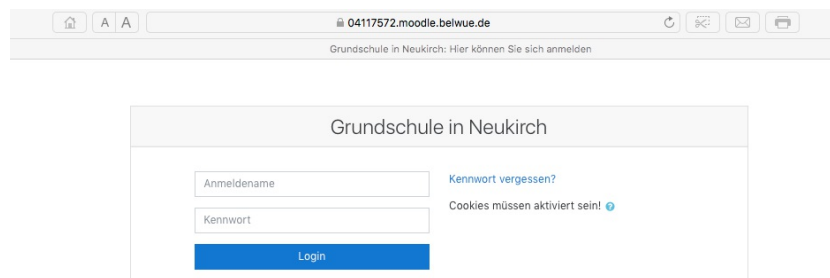 A A
04117572.moodle.belwue.de
Grundschule in Neukirch: Hier können Sie sich anmelden
Grundschule in Neukirch
Anmeldename
Kennwort vergessen?
Kennwort
Cookies müssen aktiviert sein!
Login